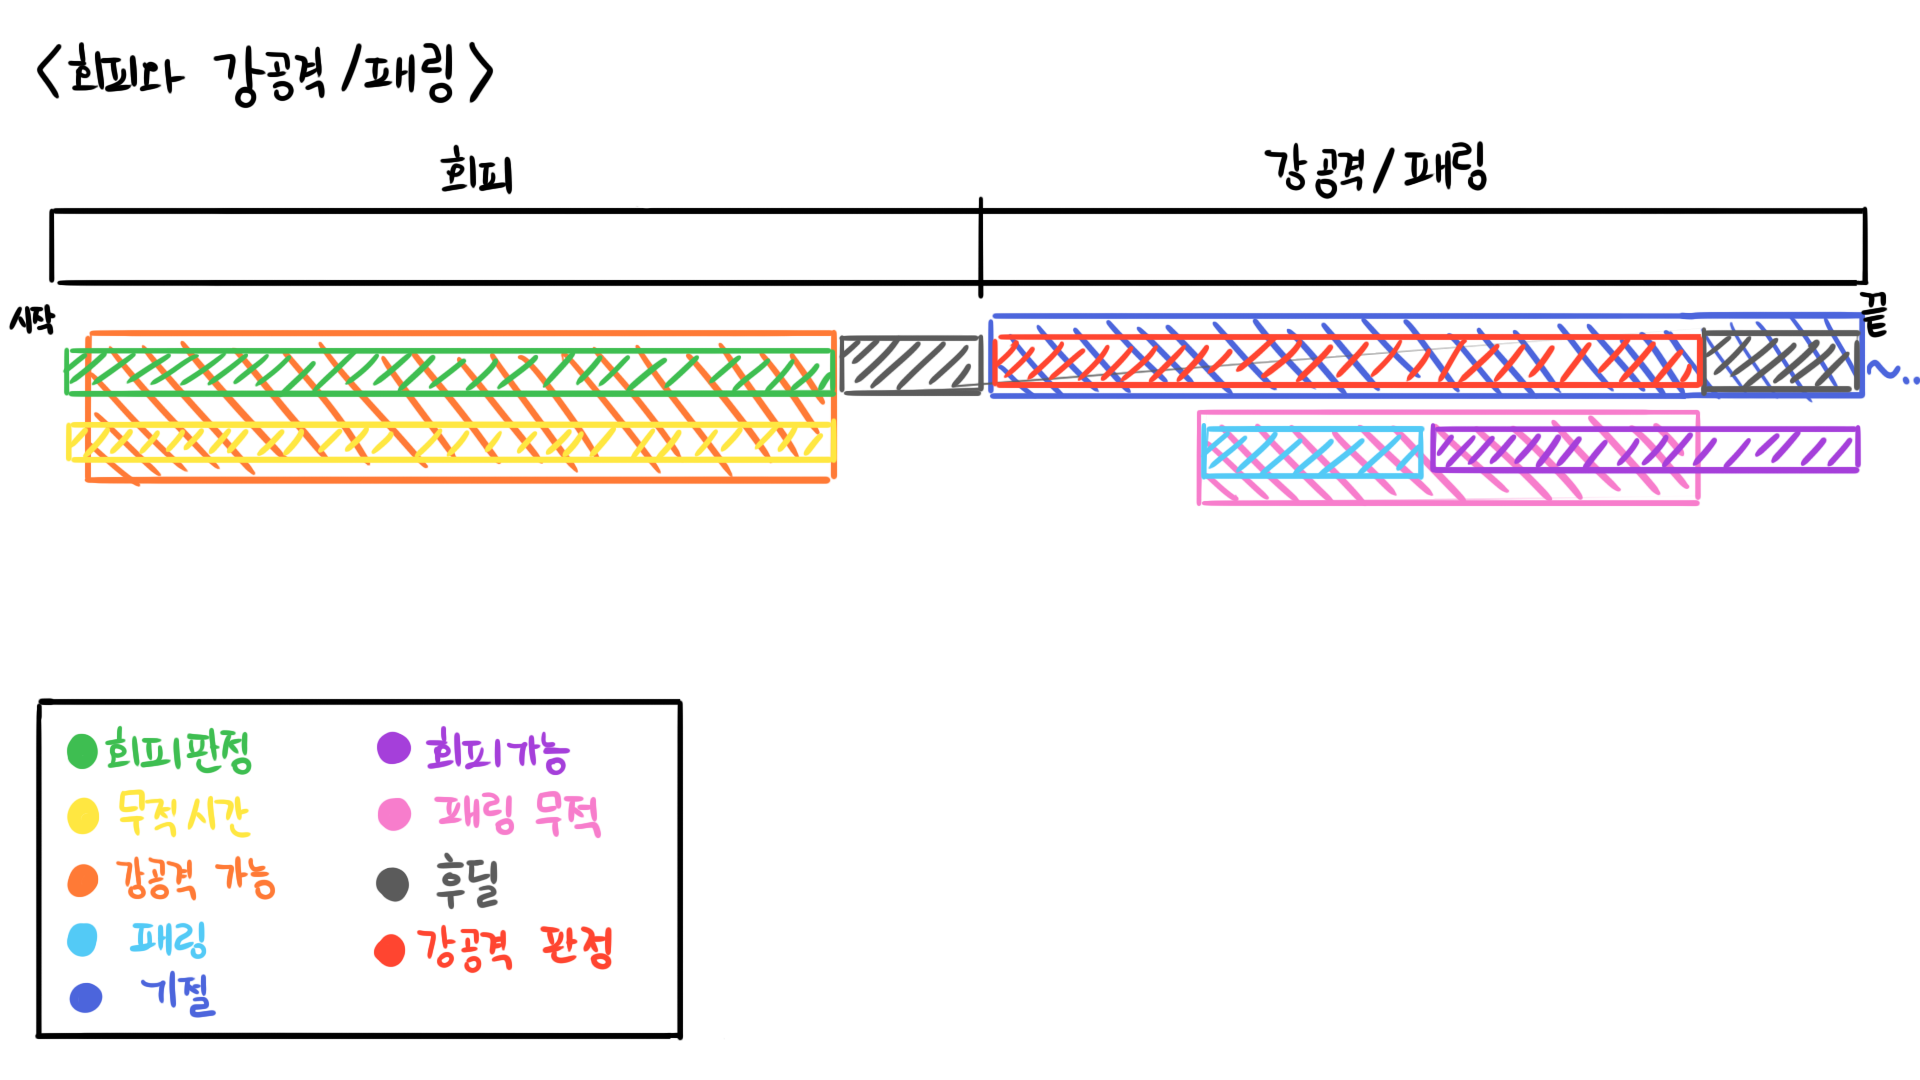 <회피와 강공격/패링>
회피
강공격/패링
시작
끝
~..
회피판정
회피가능
무적시간
패링 무적
강공격 가능
후딜
패링
강공격 판정
기절